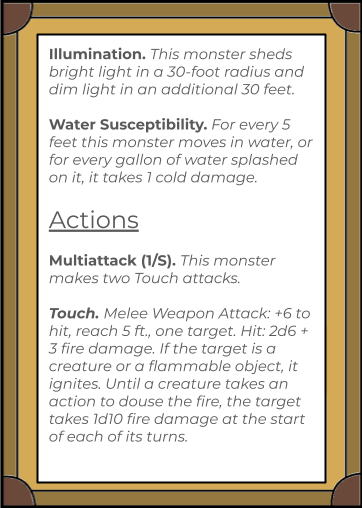 Illumination. This monster sheds
bright light in a 30-foot radius and
dim light in an additional 30 feet.
Water Susceptibility. For every 5
feet this monster moves in water, or
for every gallon of water splashed
on it, it takes 1 cold damage.
Actions
Multiattack (1/S). This monster
makes two Touch attacks.
Touch. Melee Weapon Attack: +6 to
hit, reach 5 ft., one target. Hit: 2d6 +
3 fire damage. If the target is a
creature or a flammable object, it
ignites. Until a creature takes an
action to douse the fire, the target
takes 1d10 fire damage at the start
of each of its turns.